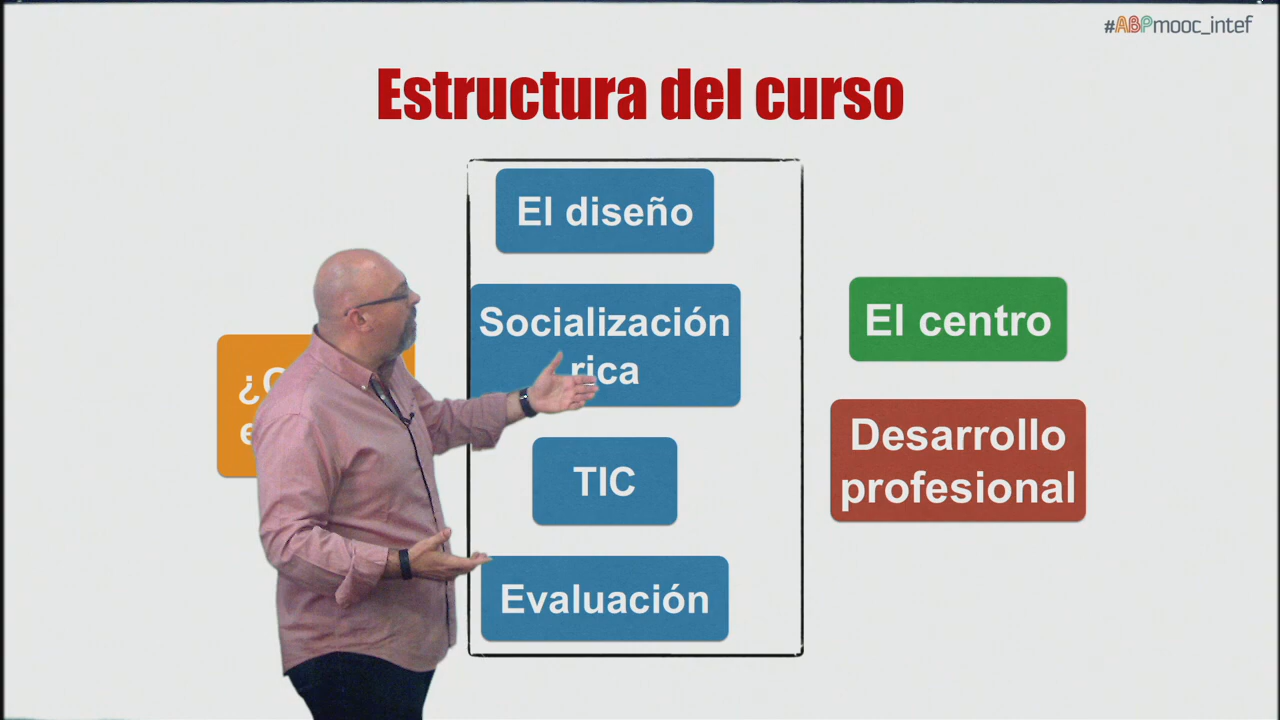 #ABPmooc_intef
Estructura del curso
El diseño
Socialización
rica
TIC
Evaluación
El centro
Desarrollo
profesional